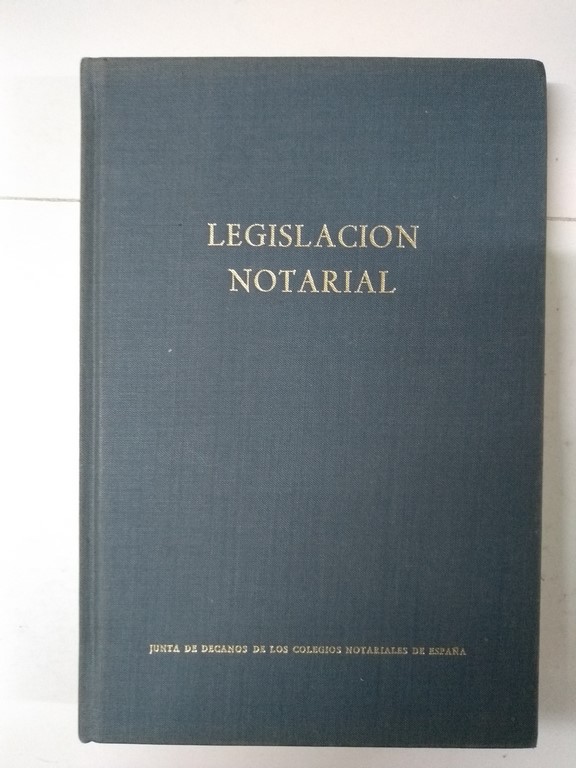 LEGISLACION
NOTARIAL
JUNTA DE DECANOS DE LOS COLEGIOS NOTARIALES DE ESPAÑA